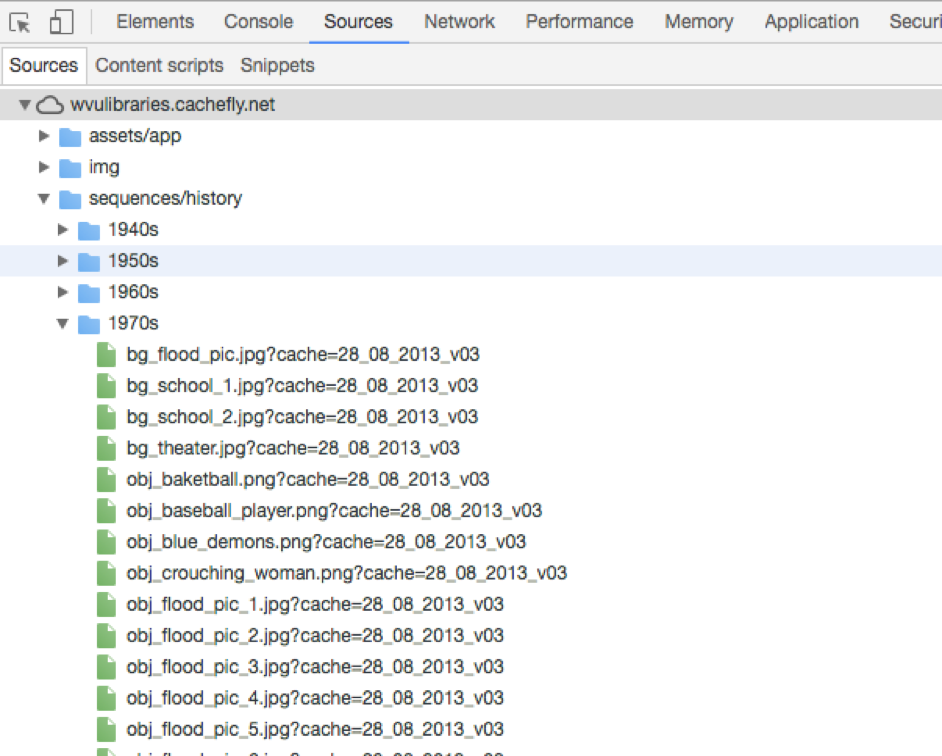 Elements Console Sources Network Performance Memory Application Securi
Sources Content scripts Snippets
wvulibraries.cachefly.net
assets/app
img
sequences/history
1940s
1950s
1960s
1970s
bg_flood_pic.jpg?cache=28_08_2013_v03
bg_school_1.jpg?cache=28_08_2013_v03
bg_school_2.jpg?cache=28_08_2013_v03
bg_theater.jpg?cache=28_08_2013_v03
obj_baketball.png?cache=28_08_2013_v03
obj_baseball_player.png?cache=28_08_2013_v03
obj_blue_demons.png?cache=28_08_2013_v03
obj_crouching_woman.png?cache=28_08_2013_v03
obj_flood_pic_1.jpg?cache=28_08_2013_v03
obj_flood_pic_2.jpg?cache=28_08_2013_v03
obj_flood_pic_3.jpg?cache=28_08_2013_v03
obj_flood_pic_4.jpg?cache=28_08_2013_v03
obj_flood_pic_5.jpg?cache=28_08_2013_v03